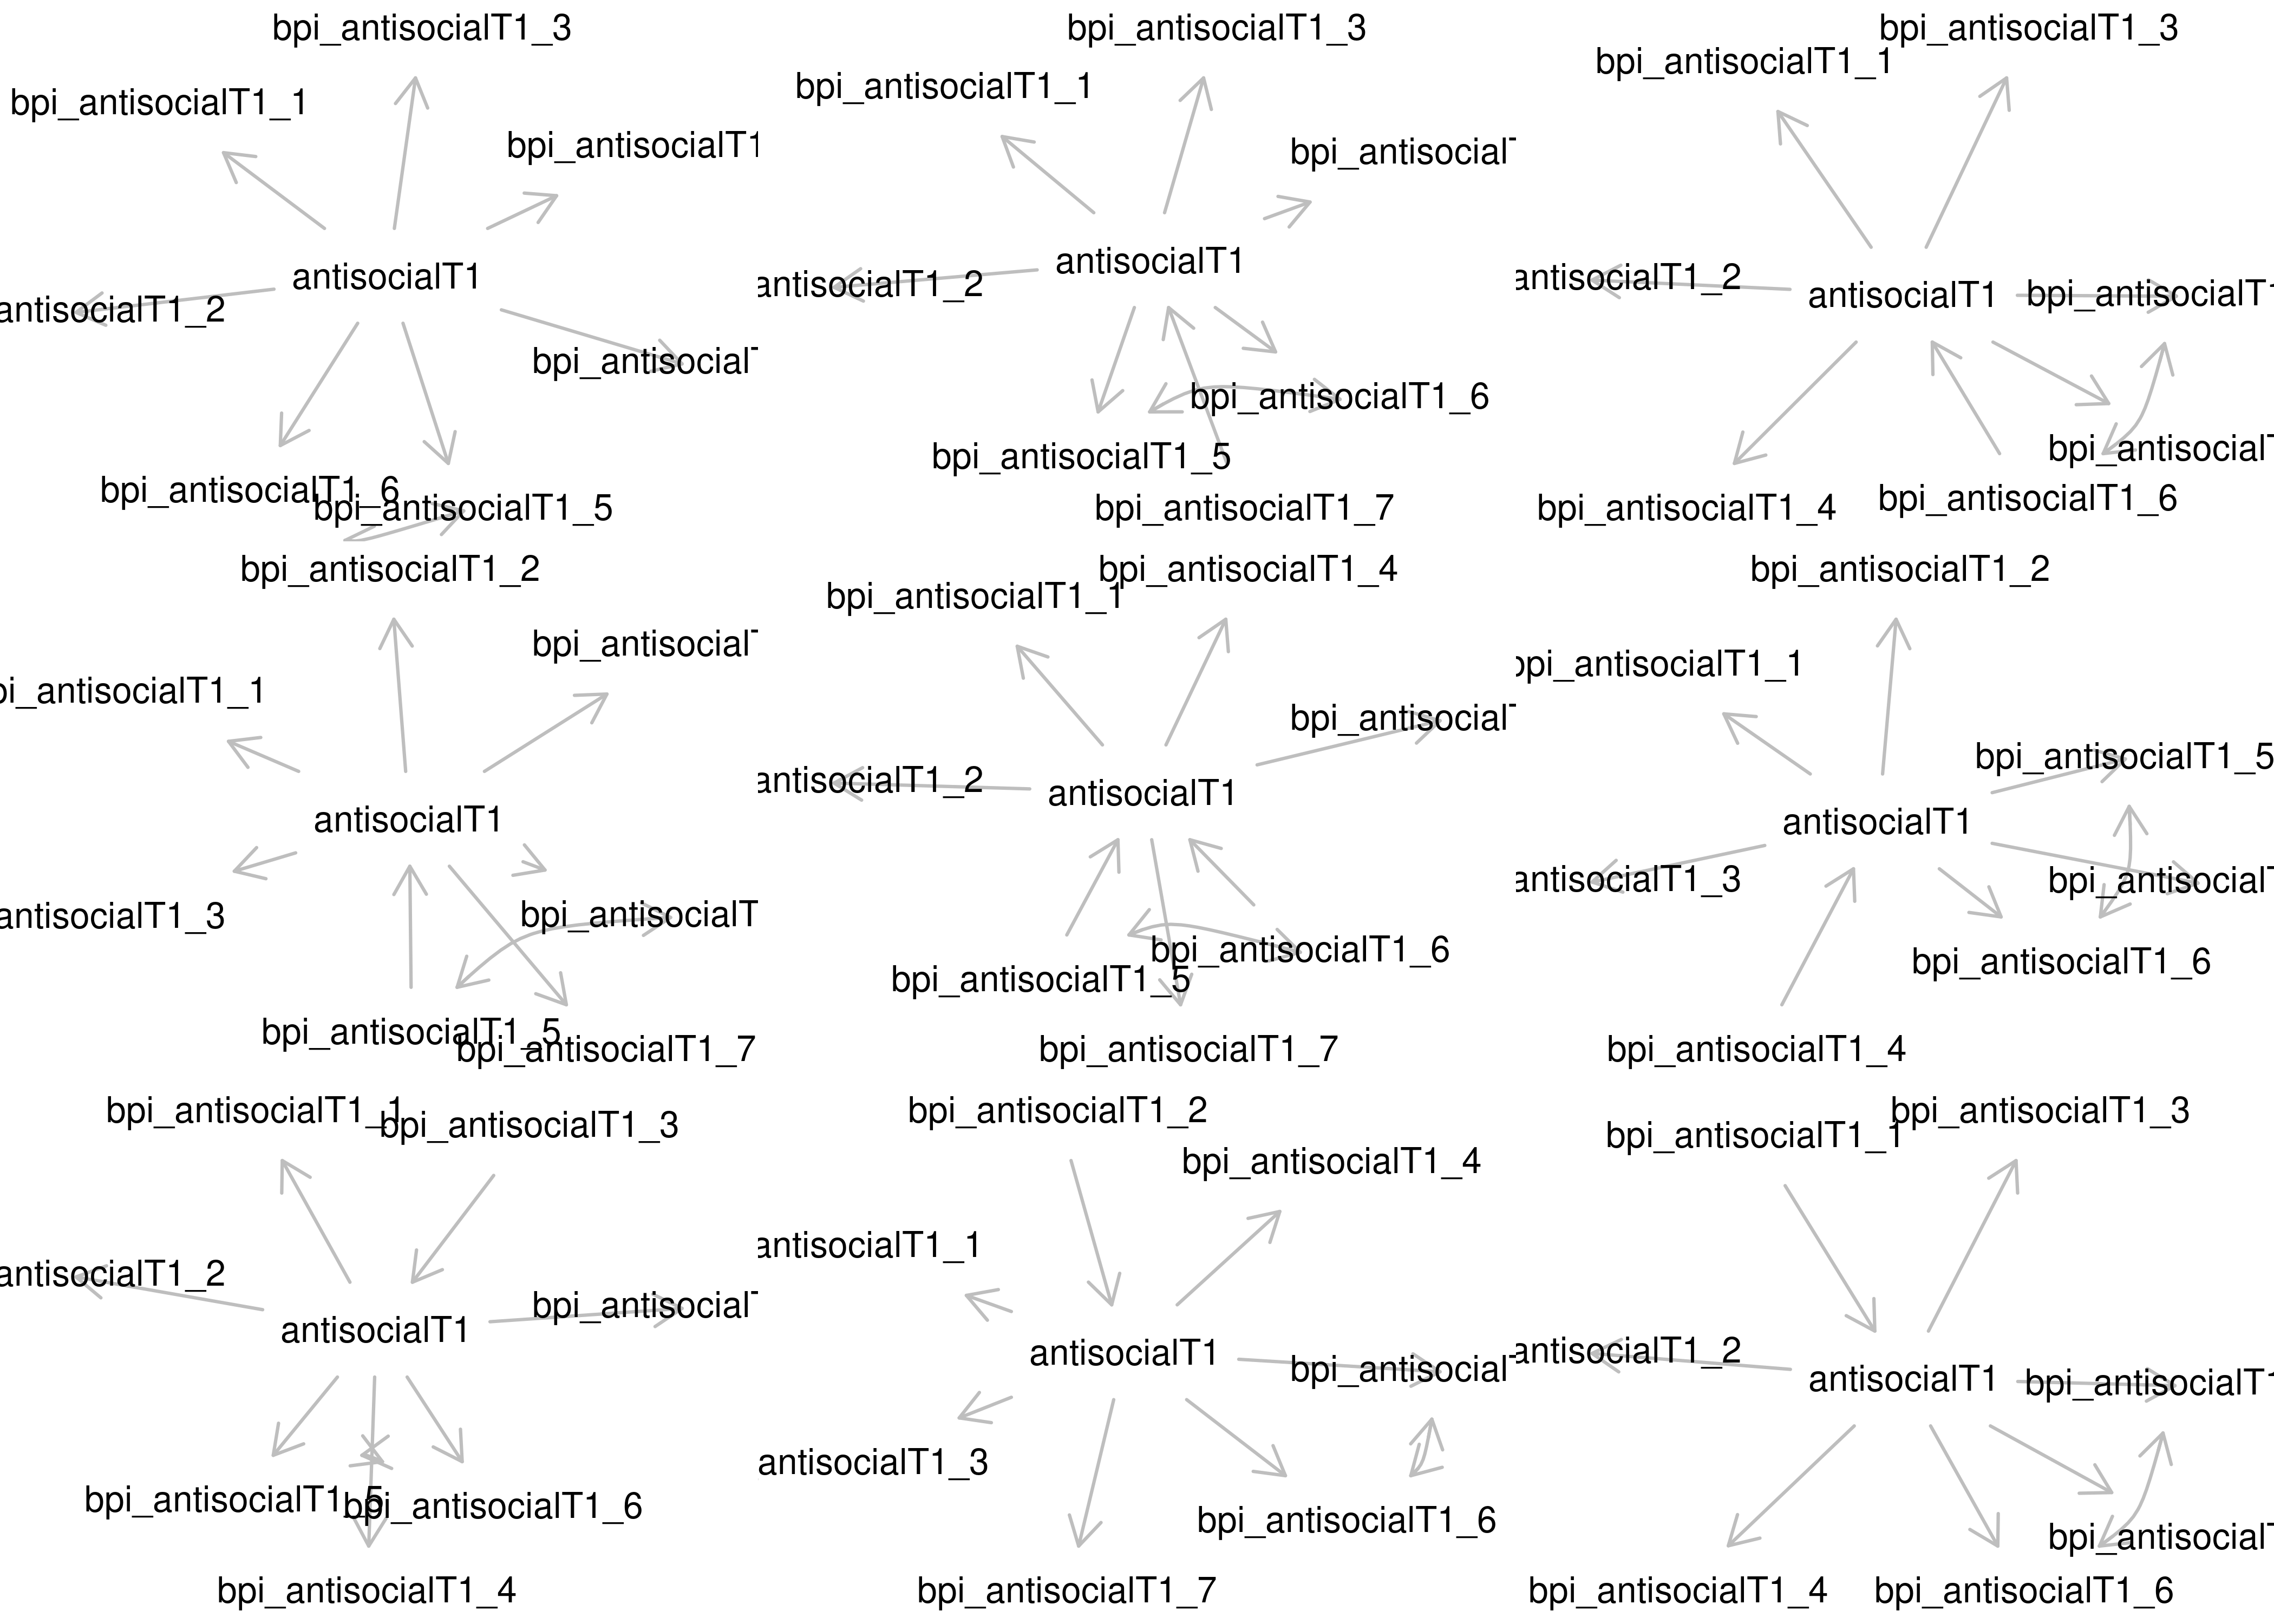 bpi_antisocialT1_3
bpi_antisocialT1_1
bpi_antisocialT1
antisocialT1
antisocialT1_2
bpi_antisocial
bpi_antisocialT1_6
bpi_antisocialT1_5
bpi_antisocialT1_3
bpi_antisocialT1_1
bpi_antisocial
antisocialT1
antisocialT1_2
bpi_antisocialT1_6
bpi_antisocialT1_5
bpi_antisocialT1_7
bpi_antisocialT1_3
bpi_antisocialT1_1
antisocialT1_2
antisocialT1
bpi_antisocialT1
bpi_antisocial
bpi_antisocialT1_4
bpi_antisocialT1_6
bpi_antisocialT1_2
bpi_antisocial
pi_antisocialT1_1
antisocialT1
antisocialT1_3
bpi_antisocialT
bpi_antisocialT1_5
bpi_antisocialT1_7
bpi_antisocialT1_4
bpi_antisocialT1_1
bpi_antisocial
antisocialT1_2
antisocialT1
bpi_antisocialT1_6
bpi_antisocialT1_5
bpi_antisocialT1_7
bpi_antisocialT1_2
bpi_antisocialT1_1
bpi_antisocialT1_5
antisocialT1
antisocialT1_3
bpi_antisocial
bpi_antisocialT1_6
bpi_antisocialT1_4
bpi_antisocialT1_1
bpi_antisocialT1_3
antisocialT1_2
bpi_antisocial
antisocialT1
bpi_antisocialT1_5
bpi_antisocialT1_6
bpi_antisocialT1_4
bpi_antisocialT1_2
bpi_antisocialT1_4
antisocialT1_1
antisocialT1
bpi_antisocial
antisocialT1_3
bpi_antisocialT1_6
bpi_antisocialT1_7
bpi_antisocialT1_3
bpi_antisocialT1_1
antisocialT1_2
antisocialT1
bpi_antisocialT1
bpi_antisocial
bpi_antisocialT1_4
bpi_antisocialT1_6